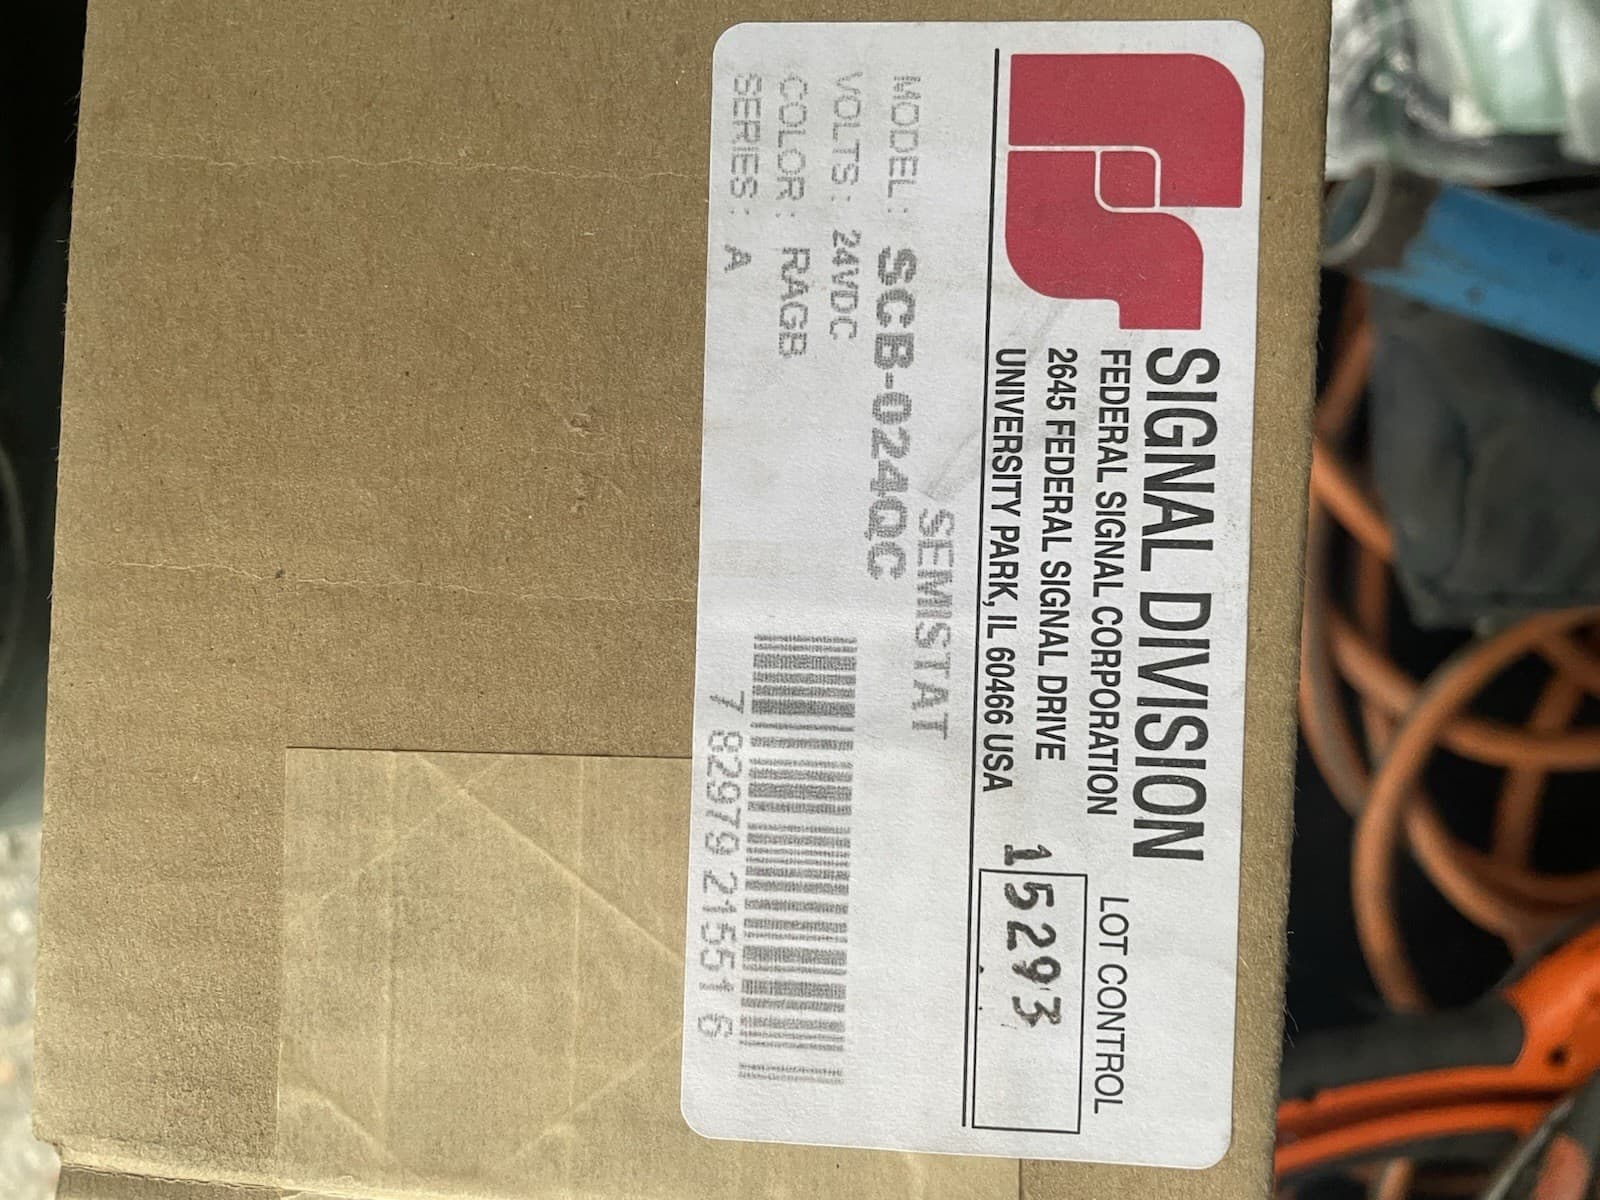 SIGNAL DIVISION
FEDERAL SIGNAL CORPORATION
2645 FEDERAL SIGNAL DRIVE
UNIVERSITY PARK, IL 60466 USA
LOT CONTROL
15293
SEMISTAT
MODEL: SCB-024QC
VOLTS: 24VDC
COLOR: RAGB
SERIES: A
7 82979 21551 6